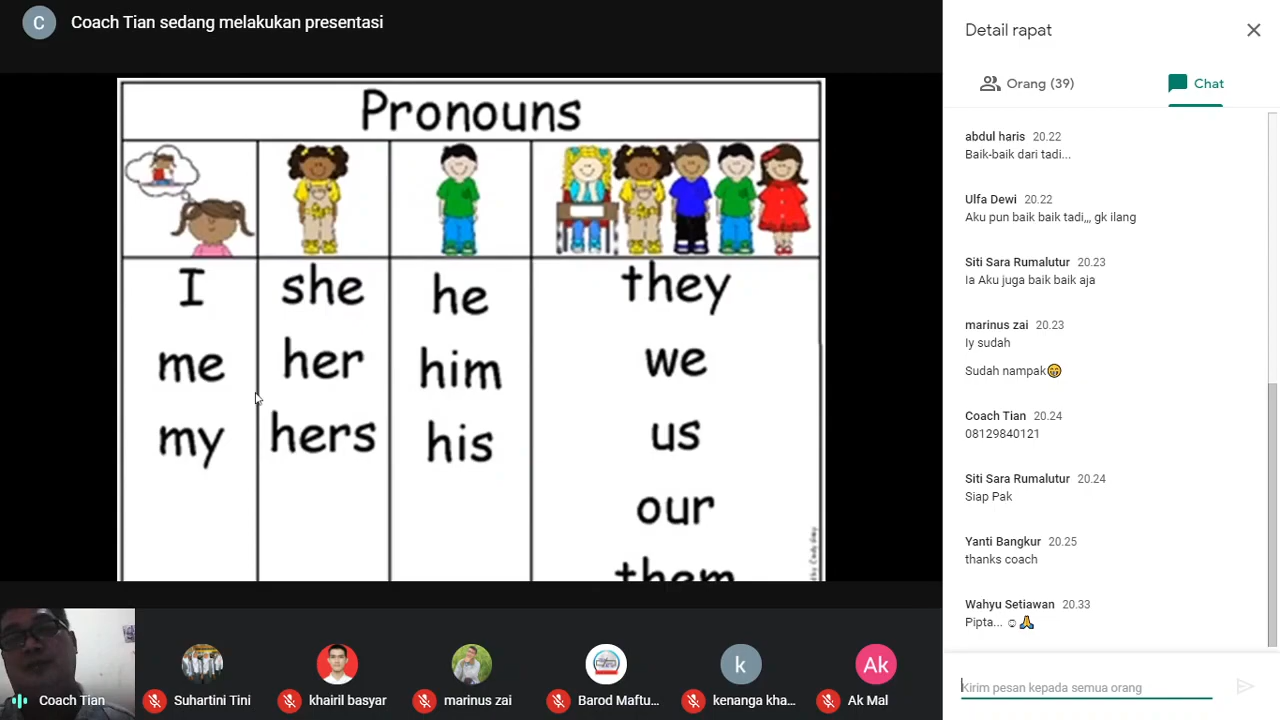 C Coach Tian sedang melakukan presentasi
Pronouns
I
me
my
she
her
hers
he
him
his
they
we
us
our
them
Coach Tian
Suhartini Tini
khairil basyar
marinus zai
Barod Maftu...
k
kenanga kha...
Ak
Ak Mal
Detail rapat
Orang (39)
Chat
abdul haris 20.22
Baik-baik dari tadi...
Ulfa Dewi 20.22
Aku pun baik baik tadi,,, gk ilang
Siti Sara Rumalutur 20.23
Ia Aku juga baik baik aja
marinus zai 20.23
Iy sudah
Sudah nampak😁
Coach Tian 20.24
08129840121
Siti Sara Rumalutur 20.24
Siap Pak
Yanti Bangkur 20.25
thanks coach
Wahyu Setiawan 20.33
Pipta... ☺🙏
Kirim pesan kepada semua orang